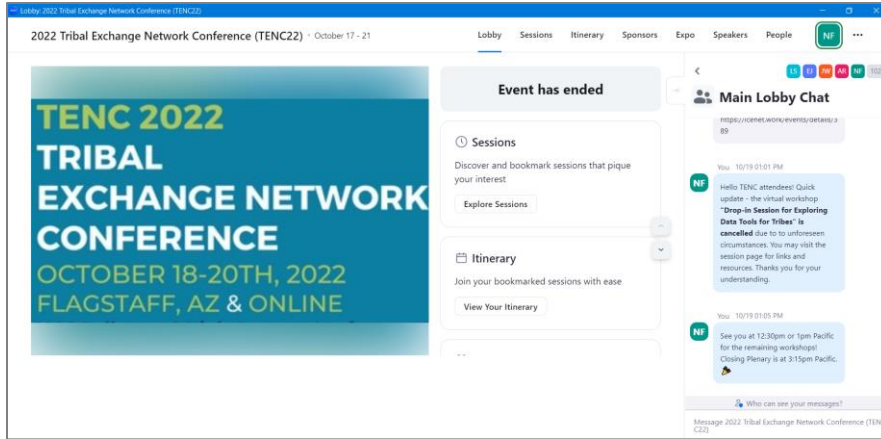 Lobby: 2022 Tribal Exchange Network Conference (TENC22)
2022 Tribal Exchange Network Conference (TENC22) · October 17 - 21
Lobby Sessions Itinerary Sponsors Expo Speakers People NF
TENC 2022
TRIBAL
EXCHANGE NETWORK
CONFERENCE
OCTOBER 18-20TH, 2022
FLAGSTAFF, AZ & ONLINE
Event has ended
Sessions
Discover and bookmark sessions that pique
your interest
Explore Sessions
Itinerary
Join your bookmarked sessions with ease
View Your Itinerary
LS EJ JW AR NF 102
Main Lobby Chat
https://icenet.work/events/details/3
89
You 10/19 01:01 PM
NF
Hello TENC attendees! Quick
update - the virtual workshop
"Drop-in Session for Exploring
Data Tools for Tribes" is
cancelled due to to unforeseen
circumstances. You may visit the
session page for links and
resources. Thanks you for your
understanding.
You 10/19 01:05 PM
NF
See you at 12:30pm or 1pm Pacific
for the remaining workshops!
Closing Plenary is at 3:15pm Pacific.
Who can see your messages?
Message 2022 Tribal Exchange Network Conference (TEN
C22)